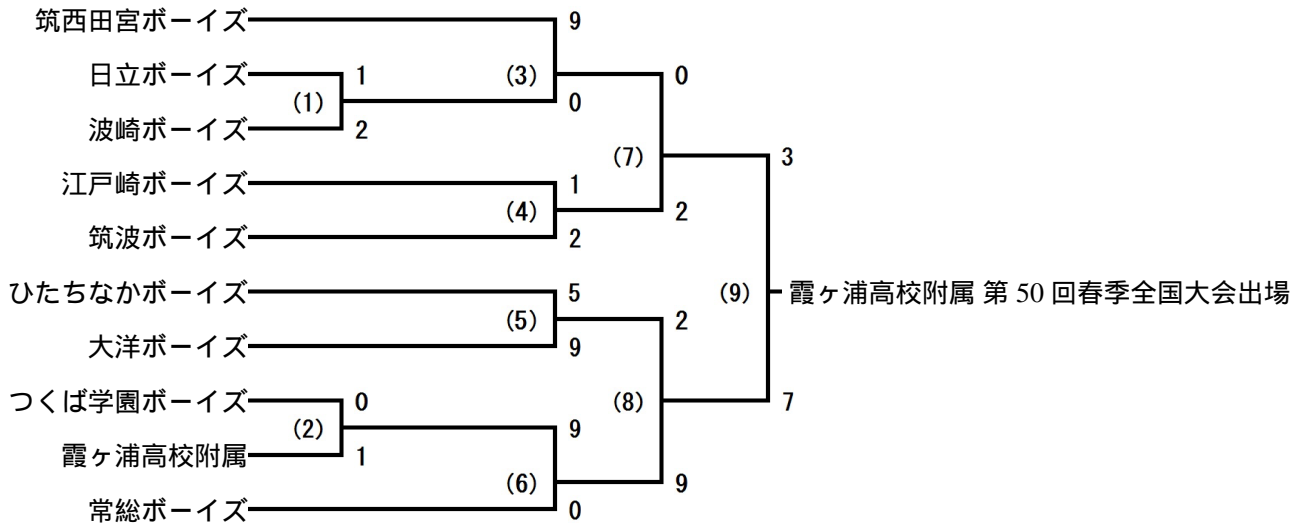 筑西田宮ボーイズ 9
日立ボーイズ 1
(3) 0
(1) 0
波崎ボーイズ 2
(7) 3
江戸崎ボーイズ 1
(4) 2
筑波ボーイズ 2
ひたちなかボーイズ 5
(9) 霞ヶ浦高校附属 第 50 回春季全国大会出場
(5) 2
大洋ボーイズ 9
つくば学園ボーイズ 0
(8) 7
(2) 9
霞ヶ浦高校附属 1
(6) 9
常総ボーイズ 0